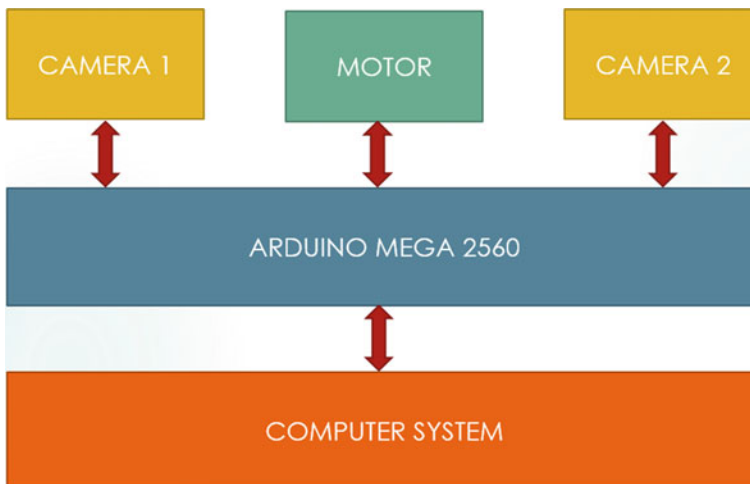 CAMERA 1
MOTOR
CAMERA 2
ARDUINO MEGA 2560
COMPUTER SYSTEM